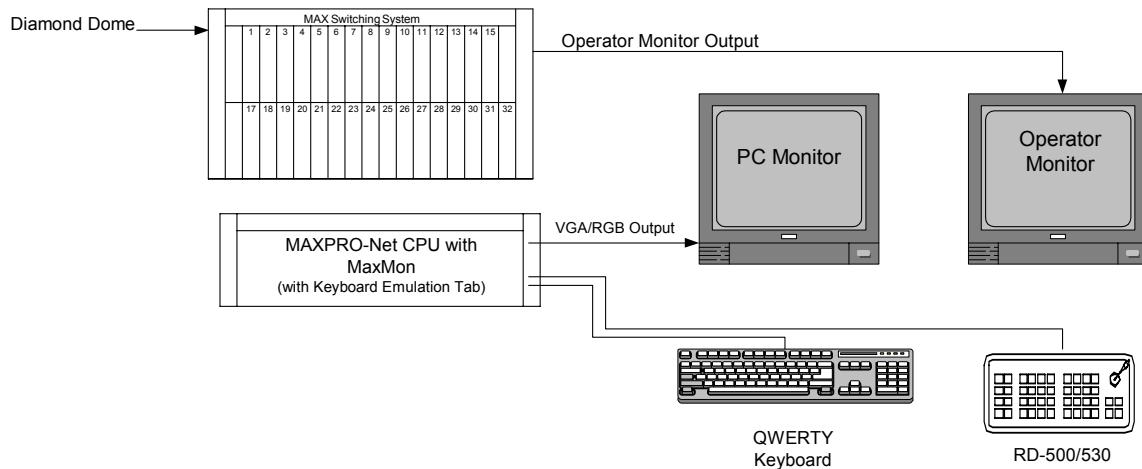 MAX Switching System
Diamond Dome
1 2 3 4 5 6 7 8 9 10 11 12 13 14 15
17 18 19 20 21 22 23 24 25 26 27 28 29 30 31 32
Operator Monitor Output
PC Monitor
Operator
Monitor
MAXPRO-Net CPU with
MaxMon
(with Keyboard Emulation Tab)
VGA/RGB Output
QWERTY
Keyboard
RD-500/530